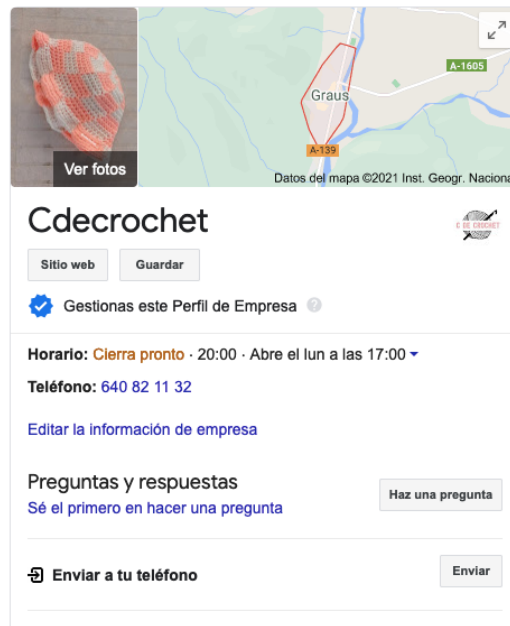 A-1605
Graus
A-139
Ver fotos
Datos del mapa ©2021 Inst. Geogr. Naciona
Cdecrochet
C DE CROCHET
Sitio web
Guardar
Gestionas este Perfil de Empresa ?
Horario: Cierra pronto · 20:00 · Abre el lun a las 17:00
Teléfono: 640 82 11 32
Editar la información de empresa
Preguntas y respuestas
Haz una pregunta
Sé el primero en hacer una pregunta
Enviar a tu teléfono
Enviar